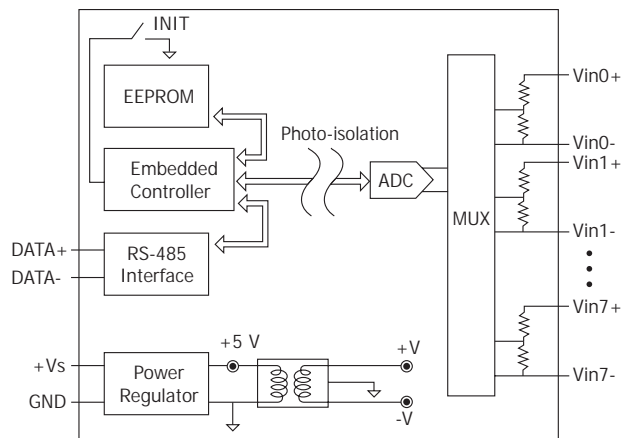 INIT
EEPROM
Photo-isolation
Embedded
Controller
ADC
MUX
RS-485
Interface
DATA+
DATA-
Vin0+
Vin0-
Vin1+
Vin1-
Vin7+
Vin7-
+5 V
+V
-V
+Vs
GND
Power
Regulator